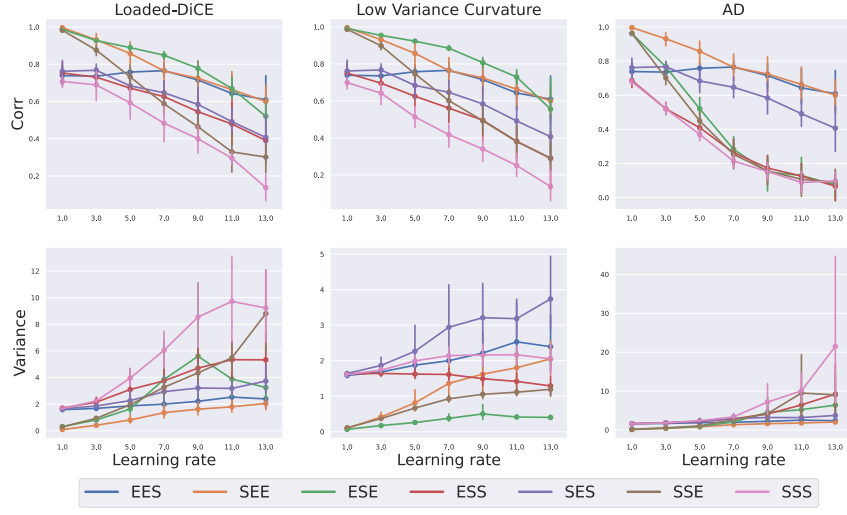 Loaded-DiCE Low Variance Curvature AD
Corr
1.0
0.8
0.6
0.4
0.2
1.0 3.0 5.0 7.0 9.0 11.0 13.0
1.0
0.8
0.6
0.4
0.2
1.0 3.0 5.0 7.0 9.0 11.0 13.0
1.0
0.8
0.6
0.4
0.2
0.0
1.0 3.0 5.0 7.0 9.0 11.0 13.0
Variance
12
10
8
6
4
2
0
1.0 3.0 5.0 7.0 9.0 11.0 13.0
Learning rate
5
4
3
2
1
0
1.0 3.0 5.0 7.0 9.0 11.0 13.0
Learning rate
40
30
20
10
0
1.0 3.0 5.0 7.0 9.0 11.0 13.0
Learning rate
EES SEE ESE ESS SES SSE SSS